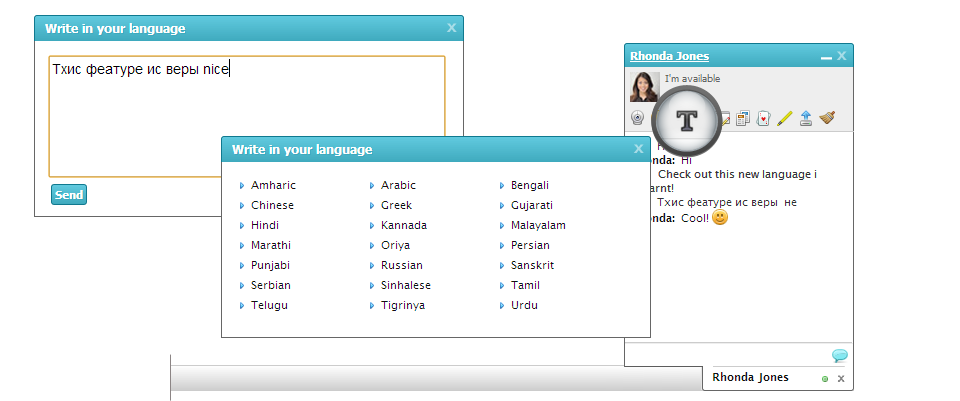 Write in your language
X
Тхис феатуре ис веры nice
Send
Write in your language
X
Amharic Arabic Bengali
Chinese Greek Gujarati
Hindi Kannada Malayalam
Marathi Oriya Persian
Punjabi Russian Sanskrit
Serbian Sinhalese Tamil
Telugu Tigrinya Urdu
Rhonda Jones X
I'm available
T
nda: Hi
Check out this new language i
arnt!
Тхис феатуре ис веры не
onda: Cool!
Rhonda Jones x